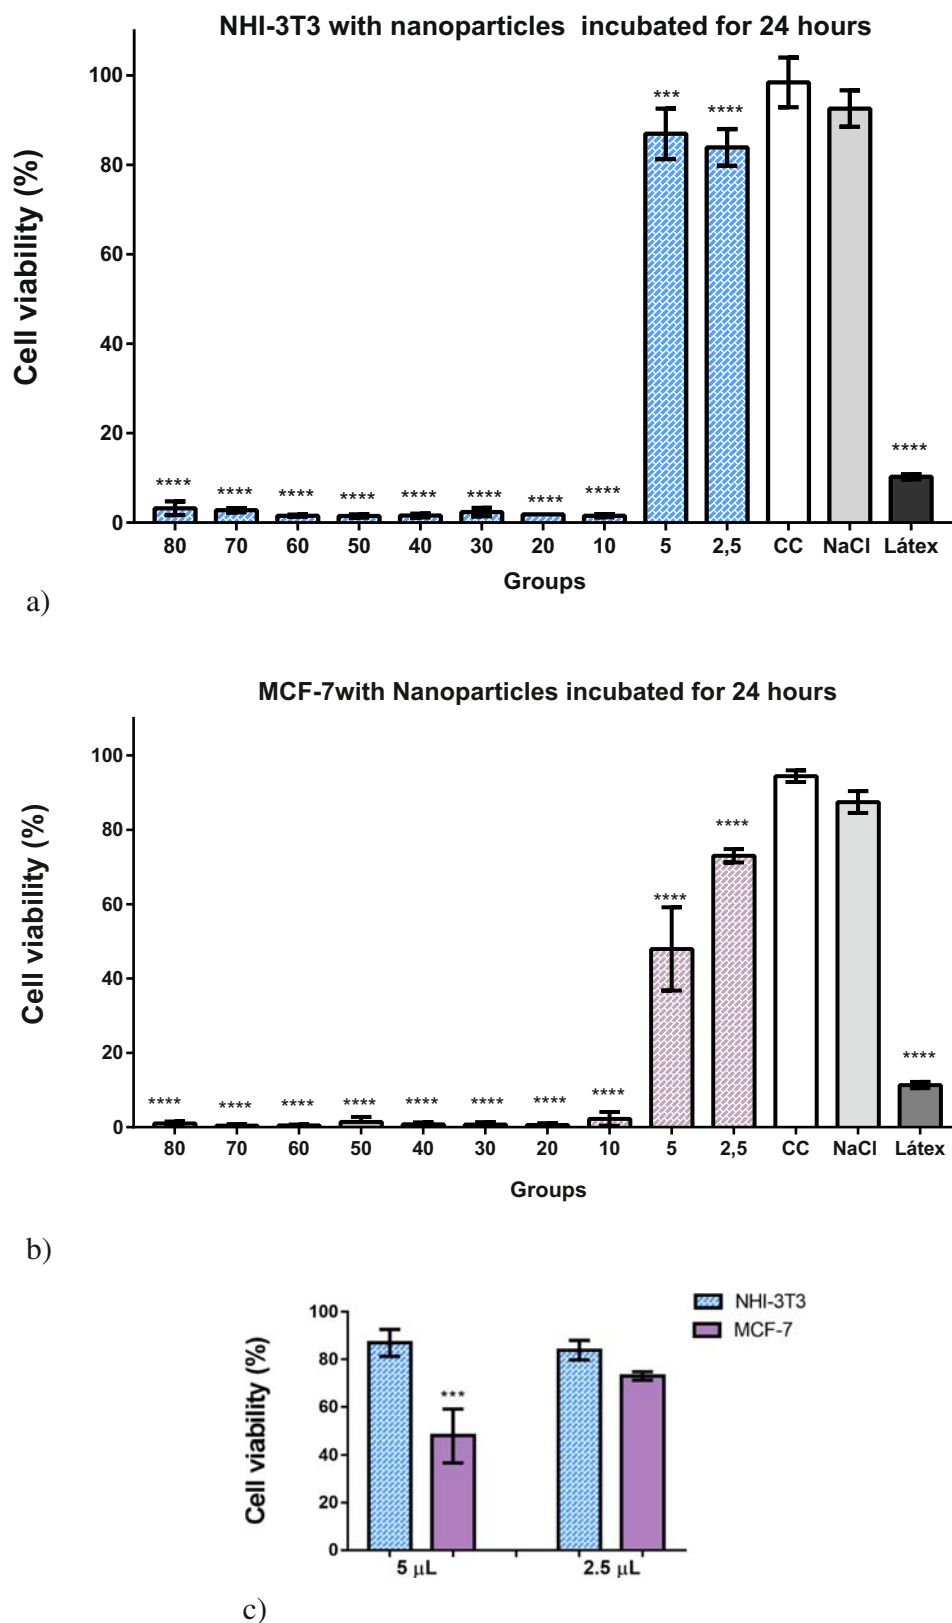 NHI-3T3 with nanoparticles incubated for 24 hours
Cell viability (%)
100
80
60
40
20
0
**** **** **** **** **** **** **** **** *** **** ****
80 70 60 50 40 30 20 10 5 2,5 CC NaCl Látex
Groups
a)
MCF-7with Nanoparticles incubated for 24 hours
Cell viability (%)
100
80
60
40
20
0
**** **** **** **** **** **** **** **** **** **** ****
80 70 60 50 40 30 20 10 5 2,5 CC NaCl Látex
Groups
b)
NHI-3T3
MCF-7
Cell viability (%)
100
80
60
40
20
0
***
5 µL 2.5 µL
c)